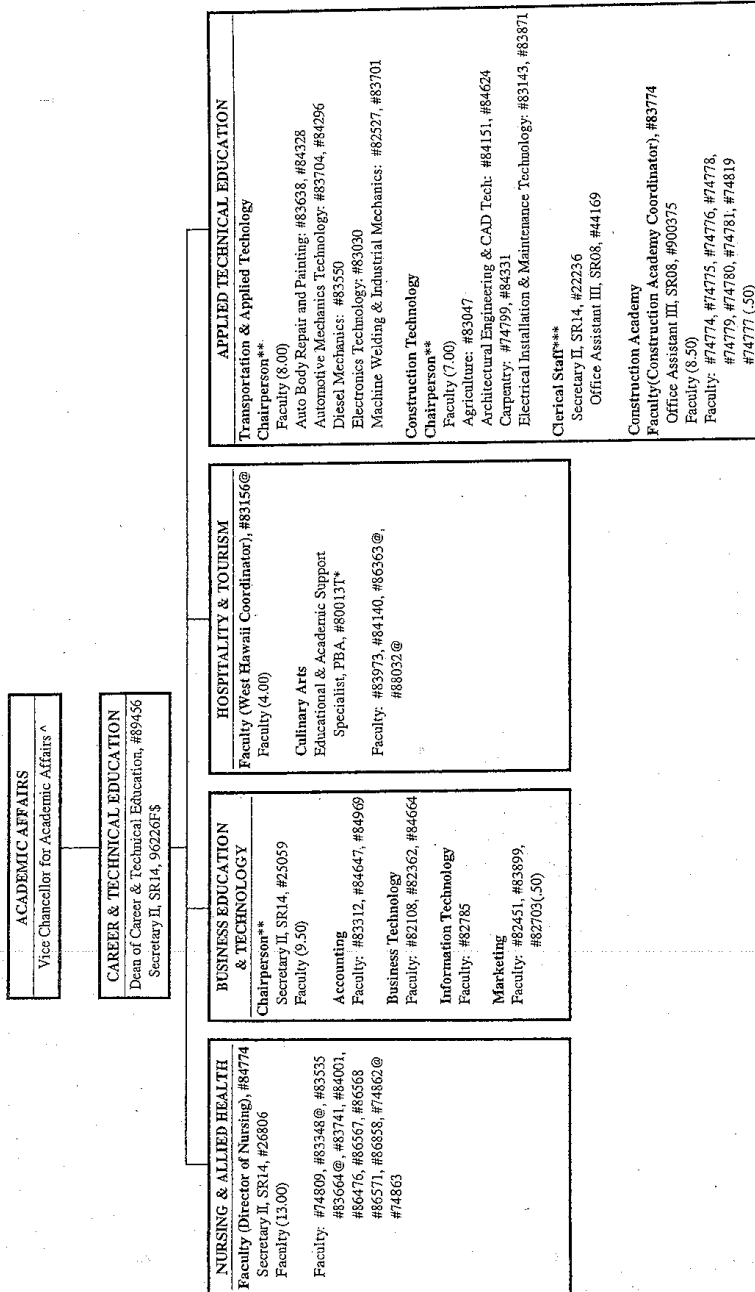 ACADEMIC AFFAIRS
Vice Chancellor for Academic Affairs ^
CAREER & TECHNICAL EDUCATION
Dean of Career & Technical Education, #89456
Secretary II, SR14, 96226F$
NURSING & ALLIED HEALTH
Faculty (Director of Nursing), #84774
Secretary II, SR14, #26806
Faculty (13.00)
Faculty: #74809, #83348@, #83535
#83664@, #83741, #84001,
#86476, #86567, #86568
#86571, #86858, #74862@
#74863
BUSINESS EDUCATION
& TECHNOLOGY
Chairperson**
Secretary II, SR14, #25059
Faculty (9.50)
Accounting
Faculty: #83312, #84647, #84969
Business Technology
Faculty: #82108, #82362, #84664
Information Technology
Faculty: #82785
Marketing
Faculty: #82451, #83899,
#82703(.50)
HOSPITALITY & TOURISM
Faculty (West Hawaii Coordinator), #83156@
Faculty (4.00)
Culinary Arts
Educational & Academic Support
Specialist, PBA, #80013T*
Faculty: #83973, #84140, #86363@,
#88032@
APPLIED TECHNICAL EDUCATION
Transportation & Applied Techology
Chairperson**
Faculty (8.00)
Auto Body Repair and Painting: #83638, #84328
Automotive Mechanics Technology: #83704, #84296
Diesel Mechanics: #83550
Electronics Technology: #83030
Machine Welding & Industrial Mechanics: #82527, #83701
Construction Technology
Chairperson**
Faculty (7.00)
Agriculture: #83047
Architectural Engineering & CAD Tech: #84151, #84624
Carpentry: #74799, #84331
Electrical Installation & Maintenance Technology: #83143, #83871
Clerical Staff***
Secretary II, SR14, #22236
Office Assistant III, SR08, #44169
Construction Academy
Faculty(Construction Academy Coordinator), #83774
Office Assistant III, SR08, #900375
Faculty (8.50)
Faculty: #74774, #74775, #74776, #74778,
#74779, #74780, #74781, #74819
#74777 (.50)